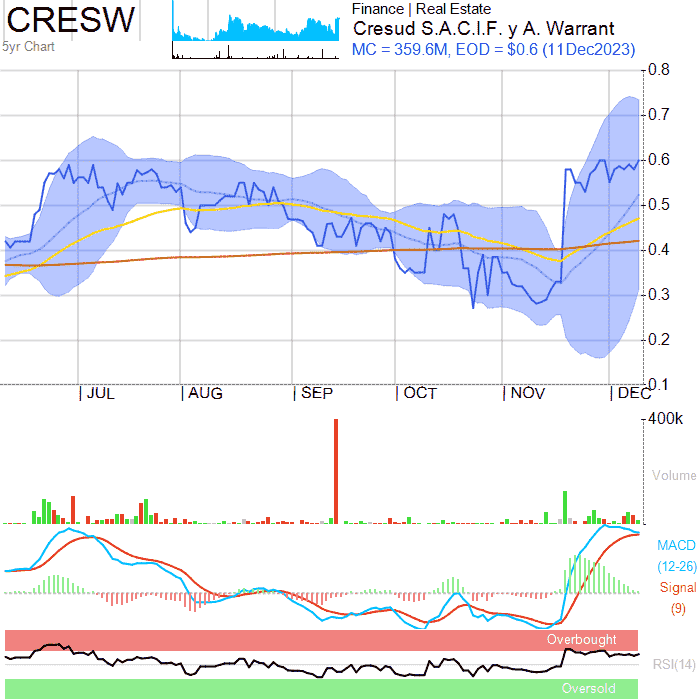 CRESW
5yr Chart
Finance | Real Estate
Cresud S.A.C.I.F. y A. Warrant
MC = 359.6M, EOD = $0.6 (11Dec2023)
0.8
0.7
0.6
0.5
0.4
0.3
0.2
0.1
JUL AUG SEP OCT NOV DEC
400k
Volume
MACD
(12-26)
Signal
(9)
Overbought
RSI(14)
Oversold